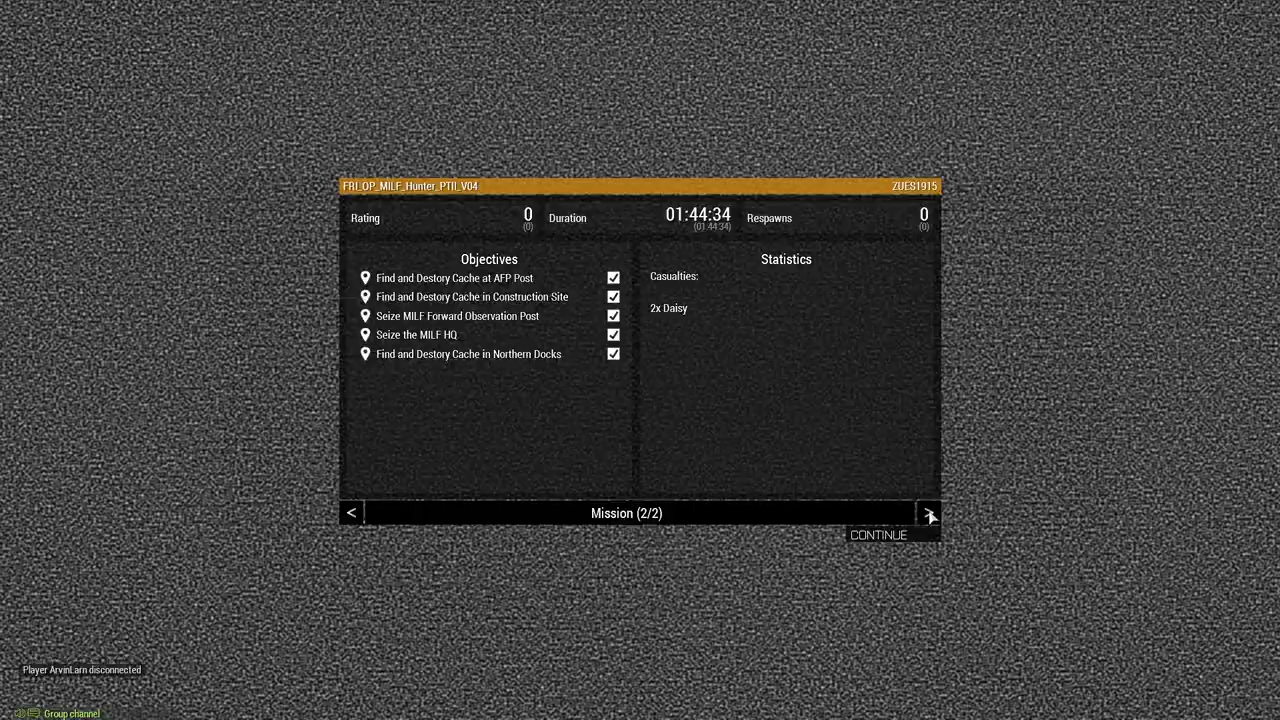 FRI_OP_MILF_Hunter_PTII_V04 ZUES1915
Rating 0 Duration 01:44:34 Respawns 0
(0) (01:44:34) (0)
Objectives Statistics
Find and Destory Cache at AFP Post
Find and Destory Cache in Construction Site
Seize MILF Forward Observation Post
Seize the MILF HQ
Find and Destory Cache in Northern Docks
Casualties:
2x Daisy
< Mission (2/2) >
CONTINUE
Player ArvinLarn disconnected
Group channel